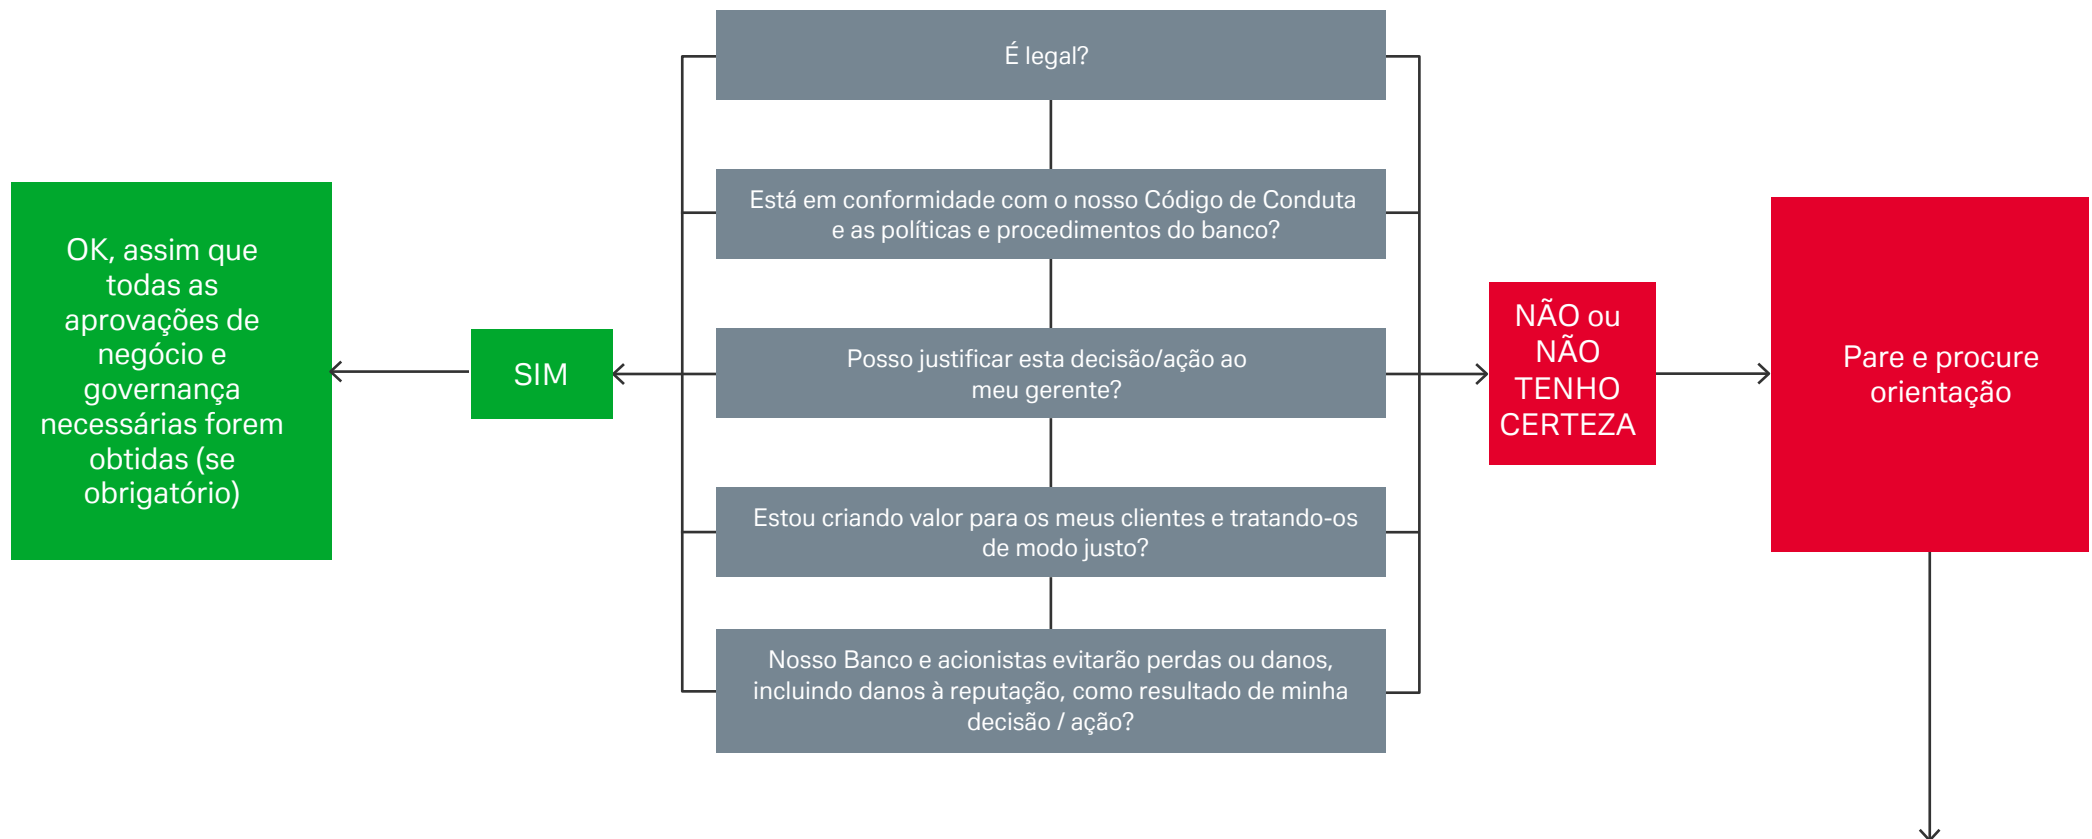 É legal?
Está em conformidade com o nosso Código de Conduta
e as políticas e procedimentos do banco?
OK, assim que
todas as
aprovações de
negócio e
governança
necessárias forem
obtidas (se
obrigatório)
SIM
Posso justificar esta decisão/ação ao
meu gerente?
NÃO ou
NÃO
TENHO
CERTEZA
Pare e procure
orientação
Estou criando valor para os meus clientes e tratando-os
de modo justo?
Nosso Banco e acionistas evitarão perdas ou danos,
incluindo danos à reputação, como resultado de minha
decisão / ação?